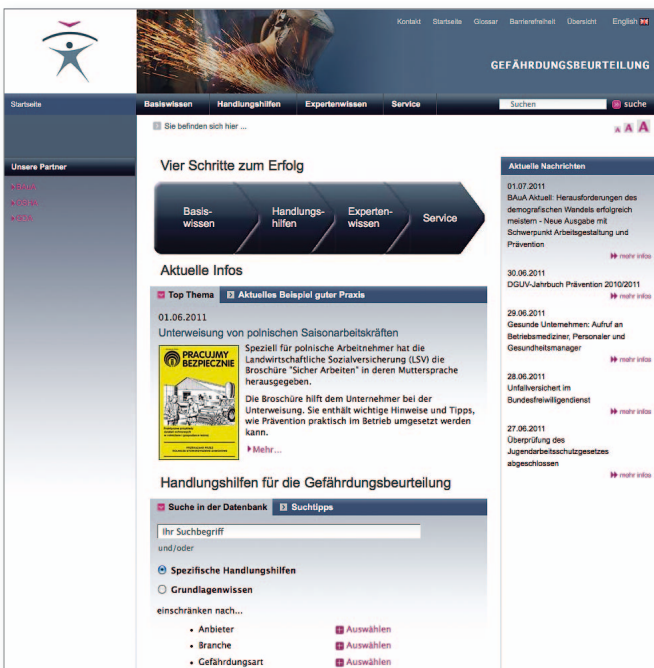 Kontakt Startseite Glossar Barrierefreiheit Übersicht English
GEFÄHRDUNGSBEURTEILUNG
Startseite
Basiswissen Handlungshilfen Expertenwissen Service
Suchen suche
Sie befinden sich hier ...
A A A
Unsere Partner
Vier Schritte zum Erfolg
Basis-
wissen
Handlungs-
hilfen
Experten-
wissen
Service
Aktuelle Infos
Top Thema Aktuelles Beispiel guter Praxis
01.06.2011
Unterweisung von polnischen Saisonarbeitskräften
PRACUJMY
BEZPIECZNIE
Speziell für polnische Arbeitnehmer hat die
Landwirtschaftliche Sozialversicherung (LSV) die
Broschüre "Sicher Arbeiten" in deren Muttersprache
herausgegeben.
Die Broschüre hilft dem Unternehmer bei der
Unterweisung. Sie enthält wichtige Hinweise und Tipps,
wie Prävention praktisch im Betrieb umgesetzt werden
kann.
Mehr...
Handlungshilfen für die Gefährdungsbeurteilung
Suche in der Datenbank Suchtipps
Ihr Suchbegriff
und/oder
Spezifische Handlungshilfen
Grundlagenwissen
einschränken nach...
• Anbieter Auswählen
• Branche Auswählen
• Gefährdungsart Auswählen
Aktuelle Nachrichten
01.07.2011
BAuA Aktuell: Herausforderungen des
demografischen Wandels erfolgreich
meistern - Neue Ausgabe mit
Schwerpunkt Arbeitsgestaltung und
Prävention
mehr infos
30.06.2011
DGUV-Jahrbuch Prävention 2010/2011
mehr infos
29.06.2011
Gesunde Unternehmen: Aufruf an
Betriebsmediziner, Personaler und
Gesundheitsmanager
mehr infos
28.06.2011
Unfallversichert im
Bundesfreiwilligendienst
mehr infos
27.06.2011
Überprüfung des
Jugendarbeitsschutzgesetzes
abgeschlossen
mehr infos